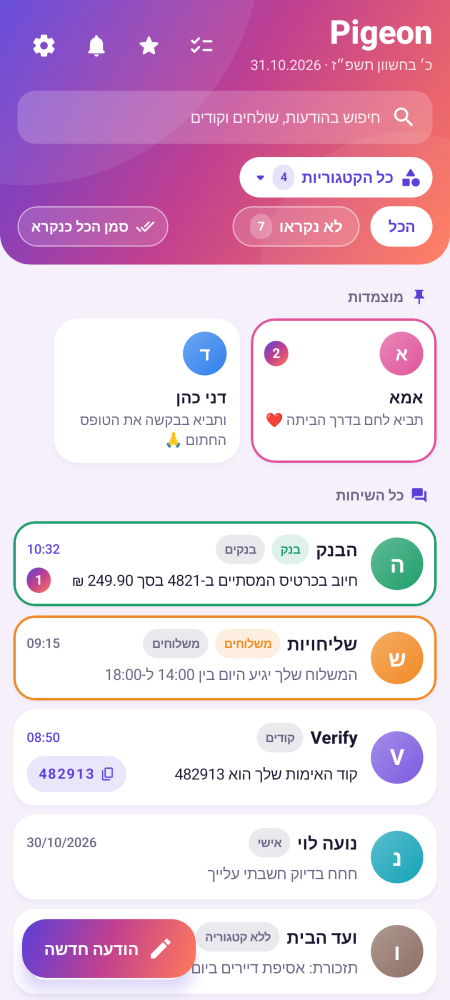 Pigeon
כ׳ בחשוון תשפ״ז · 31.10.2026
חיפוש בהודעות, שולחים וקודים
כל הקטגוריות 4
הכל
לא נקראו 7
סמן הכל כנקרא
מוצמדות
א
2
אמא
תביא לחם בדרך הביתה ❤️
ד
דני כהן
ותביא בבקשה את הטופס
החתום 🙏
כל השיחות
ה
הבנק בנק בנקים 10:32
חיוב בכרטיס המסתיים ב-4821 בסך 249.90 ₪ 1
ש
שליחויות משלוחים משלוחים 09:15
המשלוח שלך יגיע היום בין 14:00 ל-18:00
V
Verify קודים 08:50
קוד האימות שלך הוא 482913 482913
נ
נועה לוי אישי 30/10/2026
חחח בדיוק חשבתי עלייך
ו
ועד הבית ללא קטגוריה
תזכורת: אסיפת דיירים ביום
הודעה חדשה